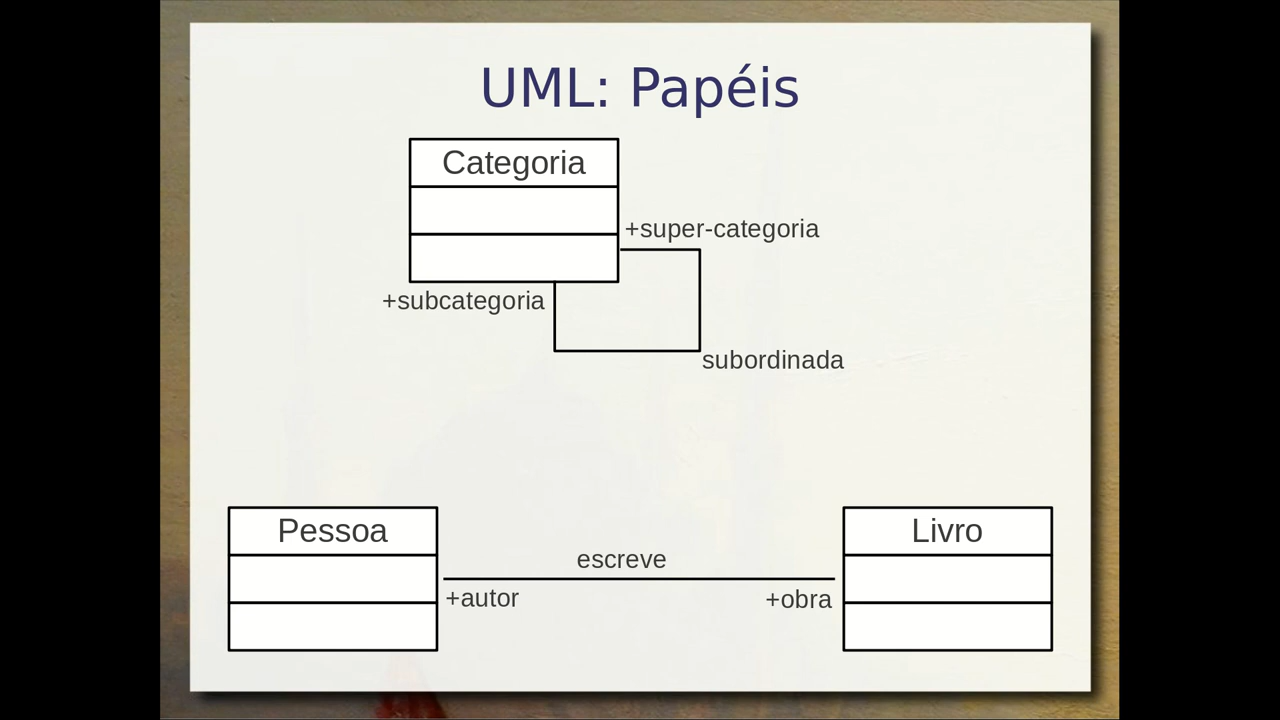 UML: Papéis
Categoria
+super-categoria
+subcategoria
subordinada
Pessoa
escreve
Livro
+autor
+obra